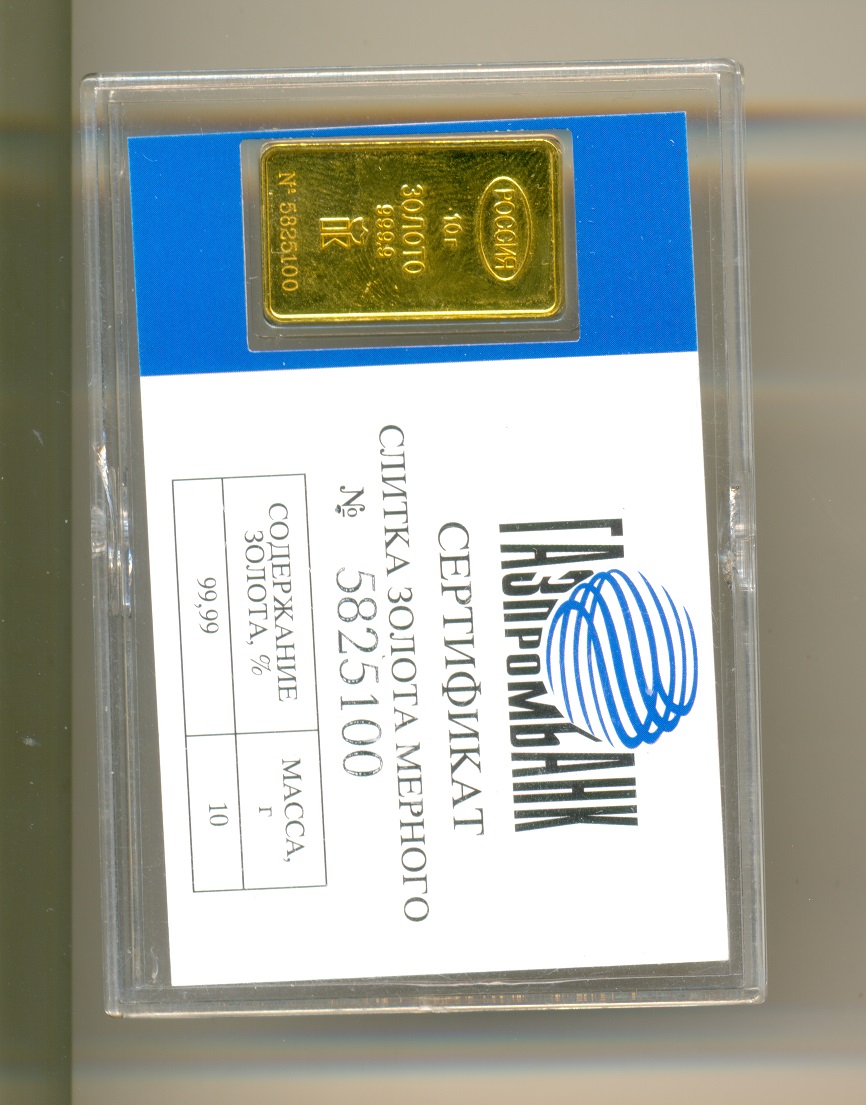 РОССИЯ
10 г
ЗОЛОТО
999.9
№ 5825100
ГАЗПРОМБАНК
СЕРТИФИКАТ
СЛИТКА ЗОЛОТА МЕРНОГО
№ 5825100
СОДЕРЖАНИЕ ЗОЛОТА, %
МАССА, г
99,99
10